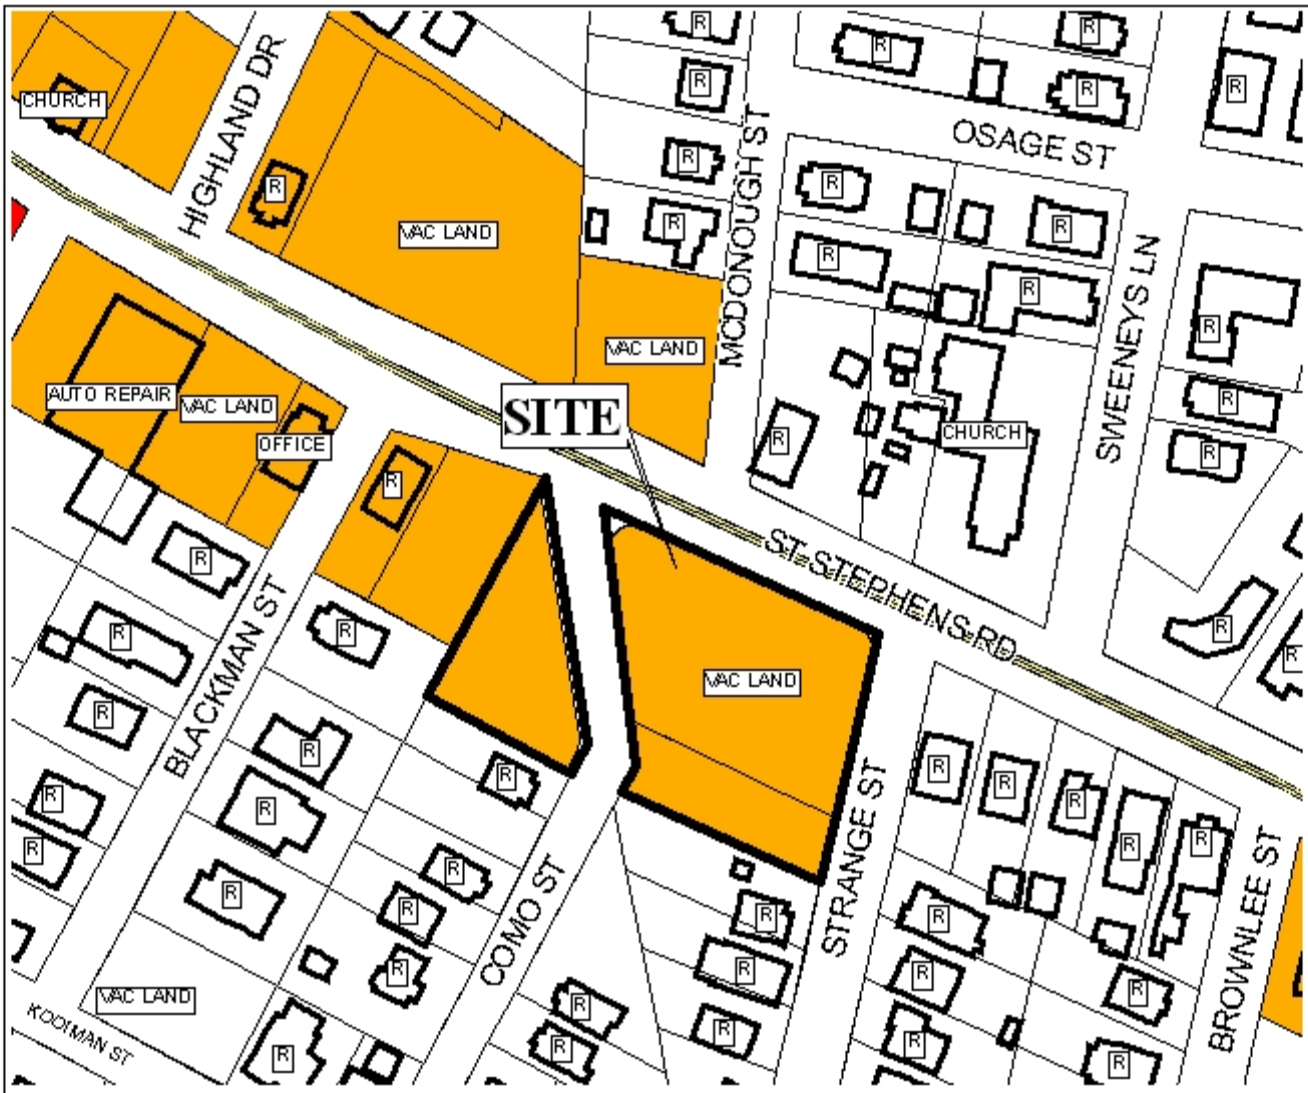 R
R
R
R
R
CHURCH
HIGHLAND DR
R
MCDONOUGH ST
OSAGE ST
R
R
R
R
VAC LAND
R
R
SWEENEYS LN
R
R
VAC LAND
AUTO REPAIR
VAC LAND
R
SITE
OFFICE
R
CHURCH
R
R
R
ST STEPHENS RD
R
BLACKMAN ST
R
R
R
R
VAC LAND
R
R
R
R
R
R
R
R
R
R
R
R
R
R
COMO ST
STRANGE ST
BROWNLEE ST
R
R
R
R
R
R
R
VAC LAND
KOOIMAN ST
R
R
R
R
R
R